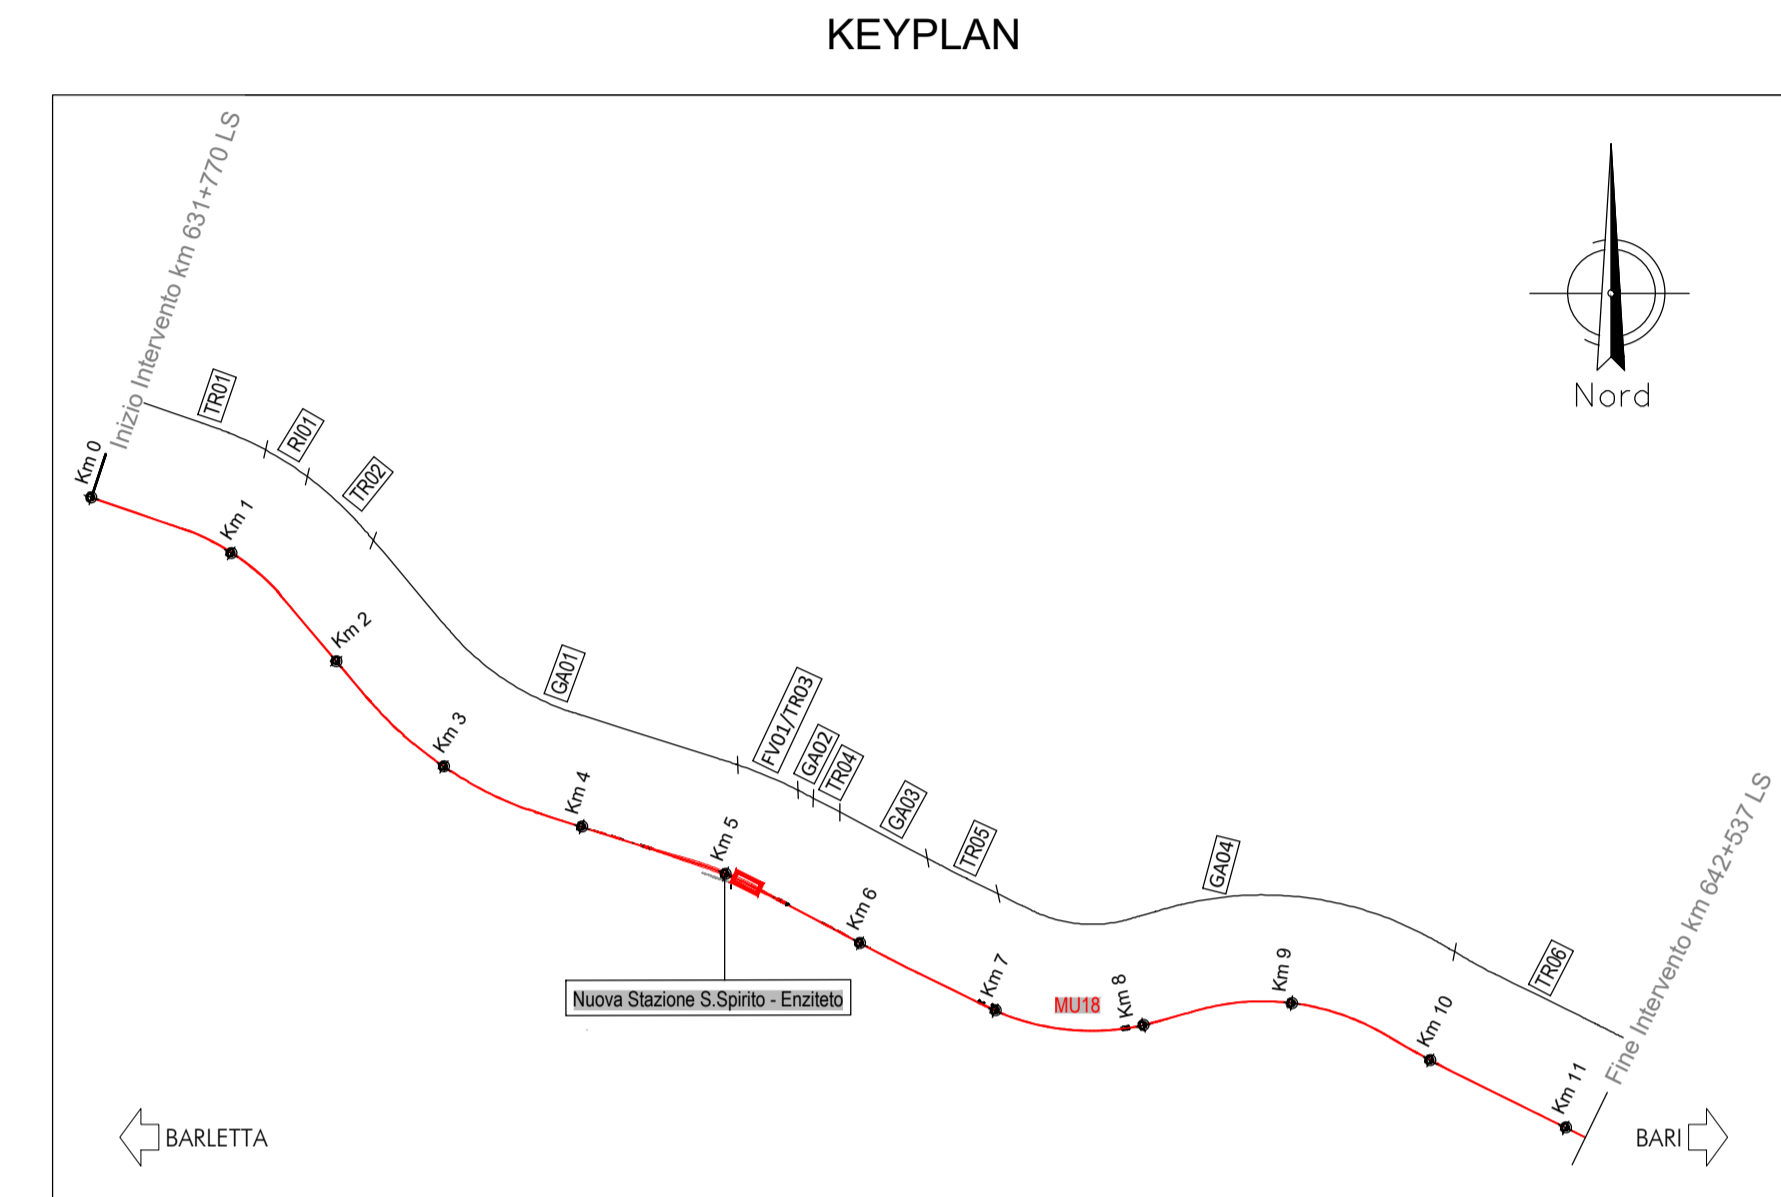 KEYPLAN
Inizio Intervento km 631+770 LS
Nord
TR01
RI01
TR02
GA01
FV01/TR03
GA02
TR04
GA03
TR05
GA04
TR06
Km 0
Km 1
Km 2
Km 3
Km 4
Km 5
Km 6
Km 7
MU18
Km 8
Km 9
Km 10
Km 11
Nuova Stazione S.Spirito - Enziteto
Fine Intervento km 642+537 LS
BARLETTA
BARI